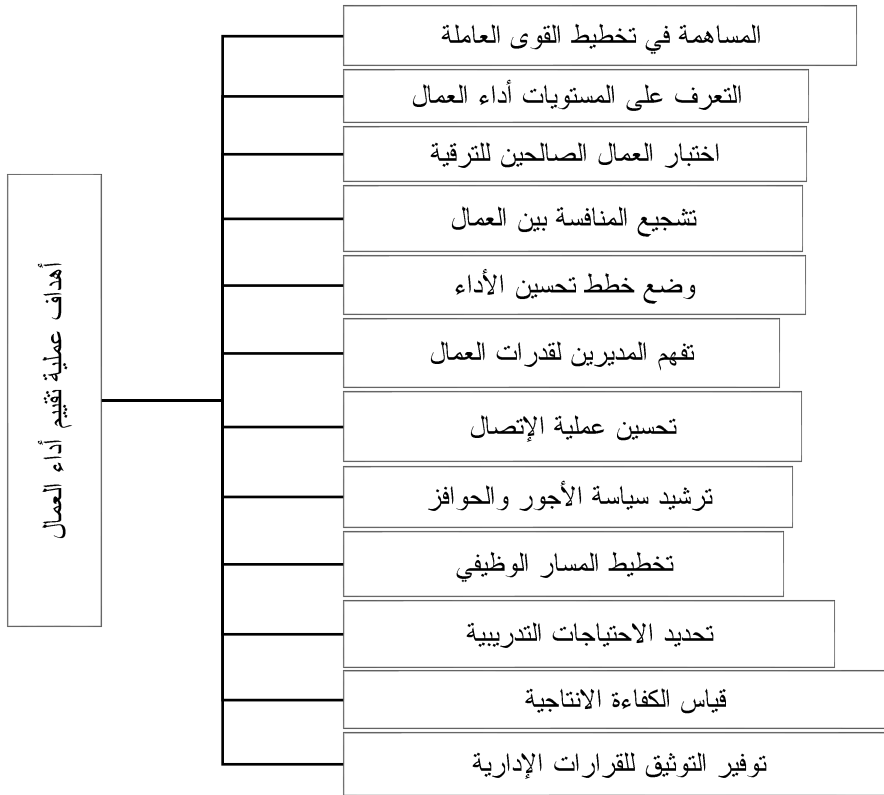 أهداف عملية تقييم أداء العمال
المساهمة في تخطيط القوى العاملة
التعرف على المستويات أداء العمال
اختبار العمال الصالحين للترقية
تشجيع المنافسة بين العمال
وضع خطط تحسين الأداء
تفهم المديرين لقدرات العمال
تحسين عملية الإتصال
ترشيد سياسة الأجور والحوافز
تخطيط المسار الوظيفي
تحديد الاحتياجات التدريبية
قياس الكفاءة الانتاجية
توفير التوثيق للقرارات الإدارية